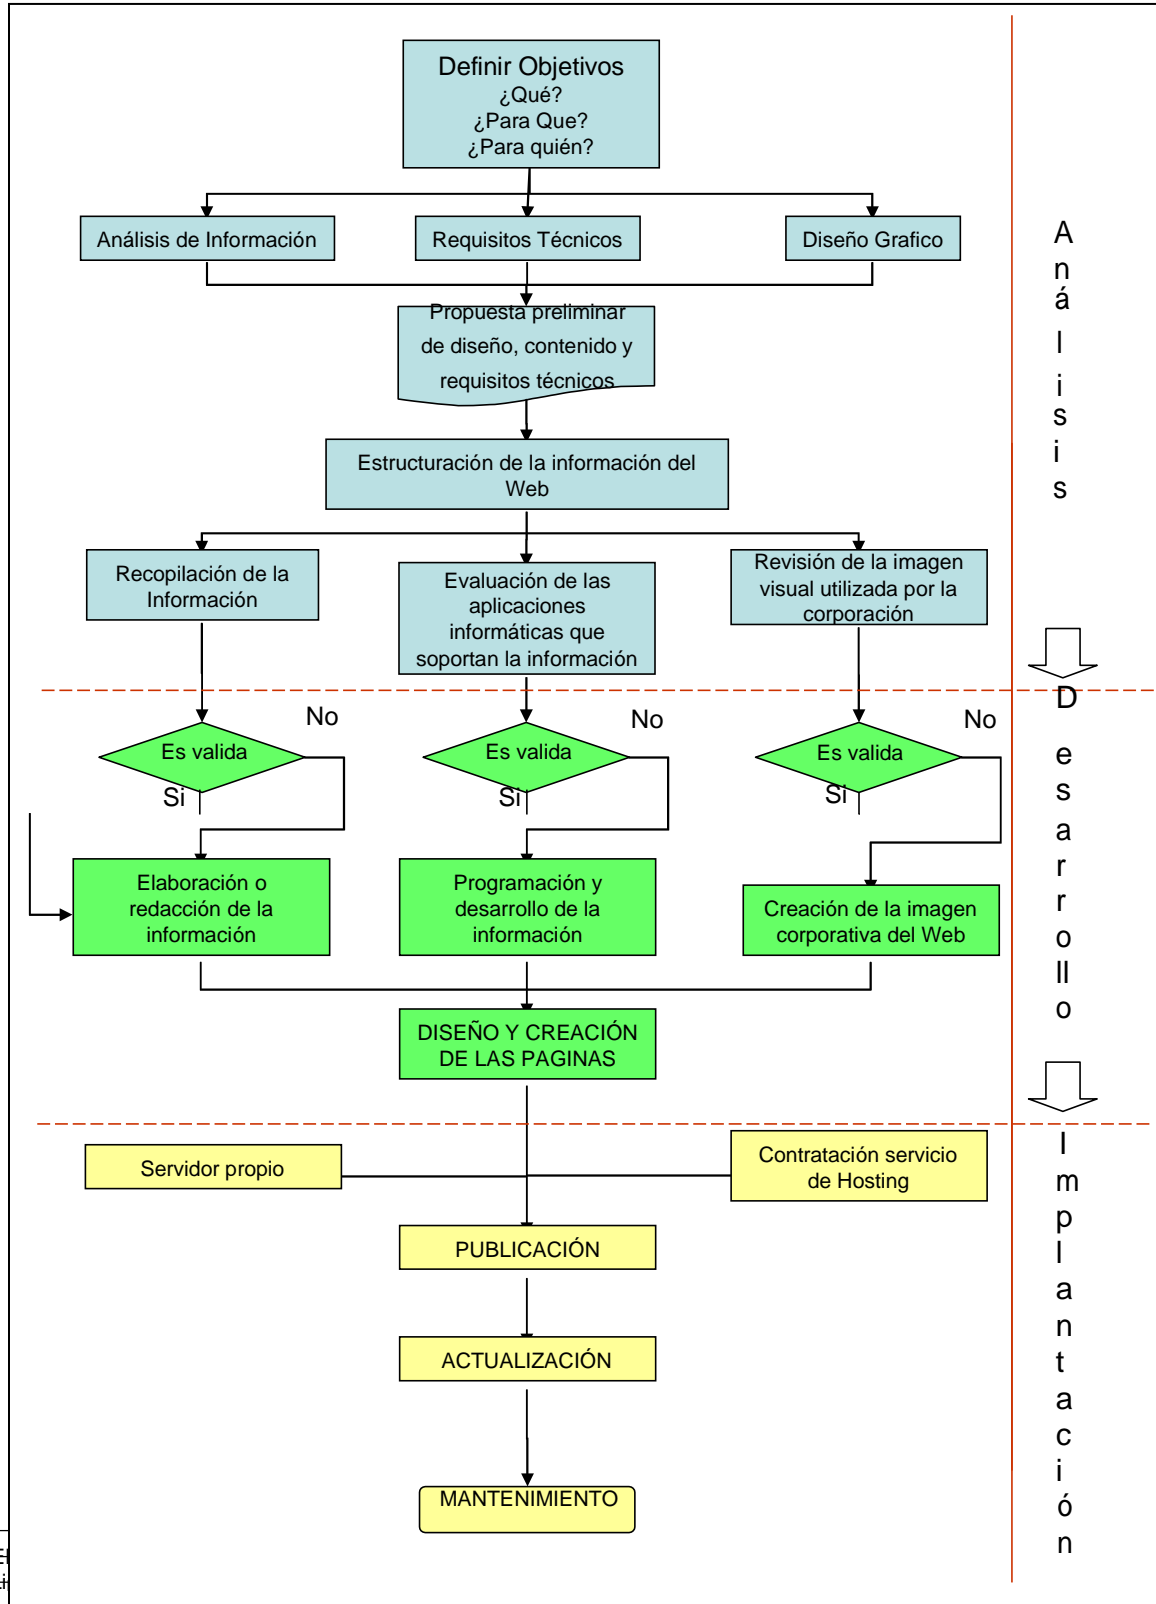 Definir Objetivos
¿Qué?
¿Para Que?
¿Para quién?
Análisis de Información
Requisitos Técnicos
Diseño Grafico
Propuesta preliminar
de diseño, contenido y
requisitos técnicos
Estructuración de la información del
Web
Recopilación de la
Información
Evaluación de las
aplicaciones
informáticas que
soportan la información
Revisión de la imagen
visual utilizada por la
corporación
Análisis
No
Es valida
Si
No
Es valida
Si
No
Es valida
Si
Elaboración o
redacción de la
información
Programación y
desarrollo de la
información
Creación de la imagen
corporativa del Web
DISEÑO Y CREACIÓN
DE LAS PAGINAS
Desarrollo
Servidor propio
Contratación servicio
de Hosting
PUBLICACIÓN
ACTUALIZACIÓN
MANTENIMIENTO
Implantación